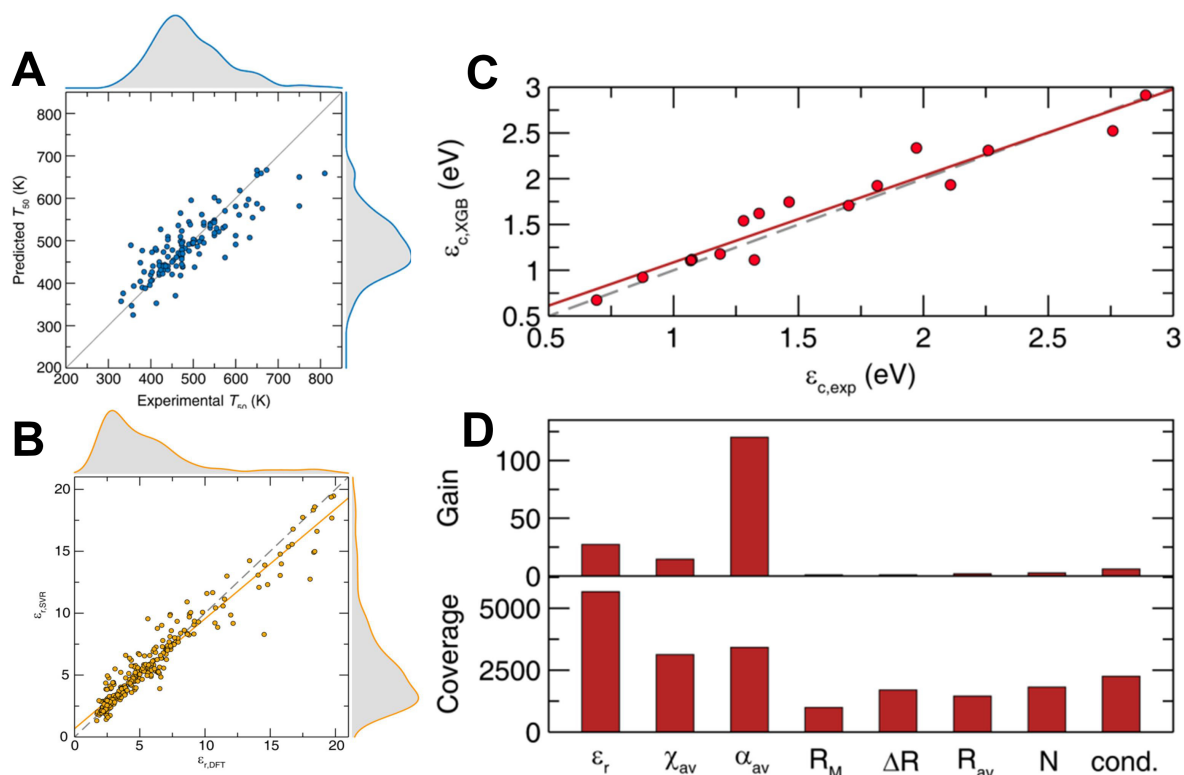 A
Predicted T₅₀ (K)
800
700
600
500
400
300
200
200 300 400 500 600 700 800
Experimental T₅₀ (K)
B
εr,SVR
20
15
10
5
0
0 5 10 15 20
εr,DFT
C
εc,XGB (eV)
3
2.5
2
1.5
1
0.5
0.5 1 1.5 2 2.5 3
εc,exp (eV)
D
Gain
100
50
0
Coverage
5000
2500
0
εr χav αav RM ΔR Rav N cond.